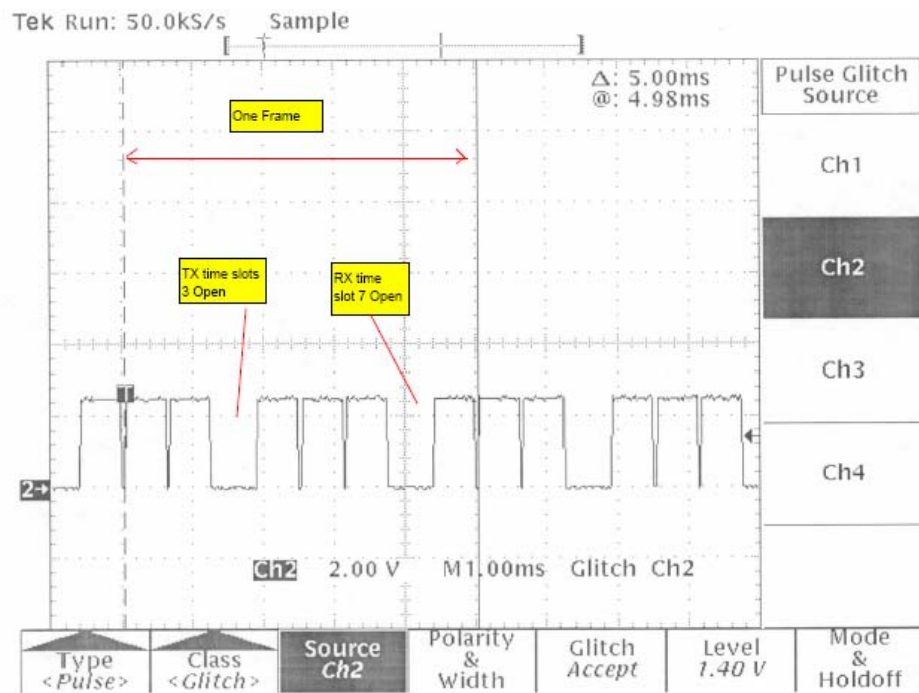 Tek Run: 50.0kS/s Sample
Δ: 5.00ms
@: 4.98ms
Pulse Glitch
Source
One Frame
Ch1
Ch2
TX time slots
3 Open
RX time
slot 7 Open
T
Ch3
2→
Ch4
Ch2 2.00 V M1.00ms Glitch Ch2
Type
<Pulse>
Class
<Glitch>
Source
Ch2
Polarity
&
Width
Glitch
Accept
Level
1.40 V
Mode
&
Holdoff